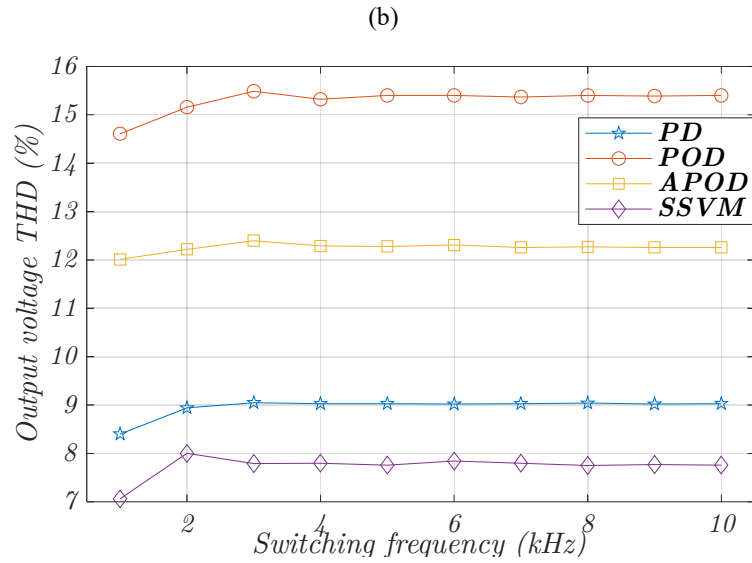 (b)
Output voltage THD (%)
16
15
14
13
12
11
10
9
8
7
PD
POD
APOD
SSVM
2
4
6
8
10
Switching frequency (kHz)